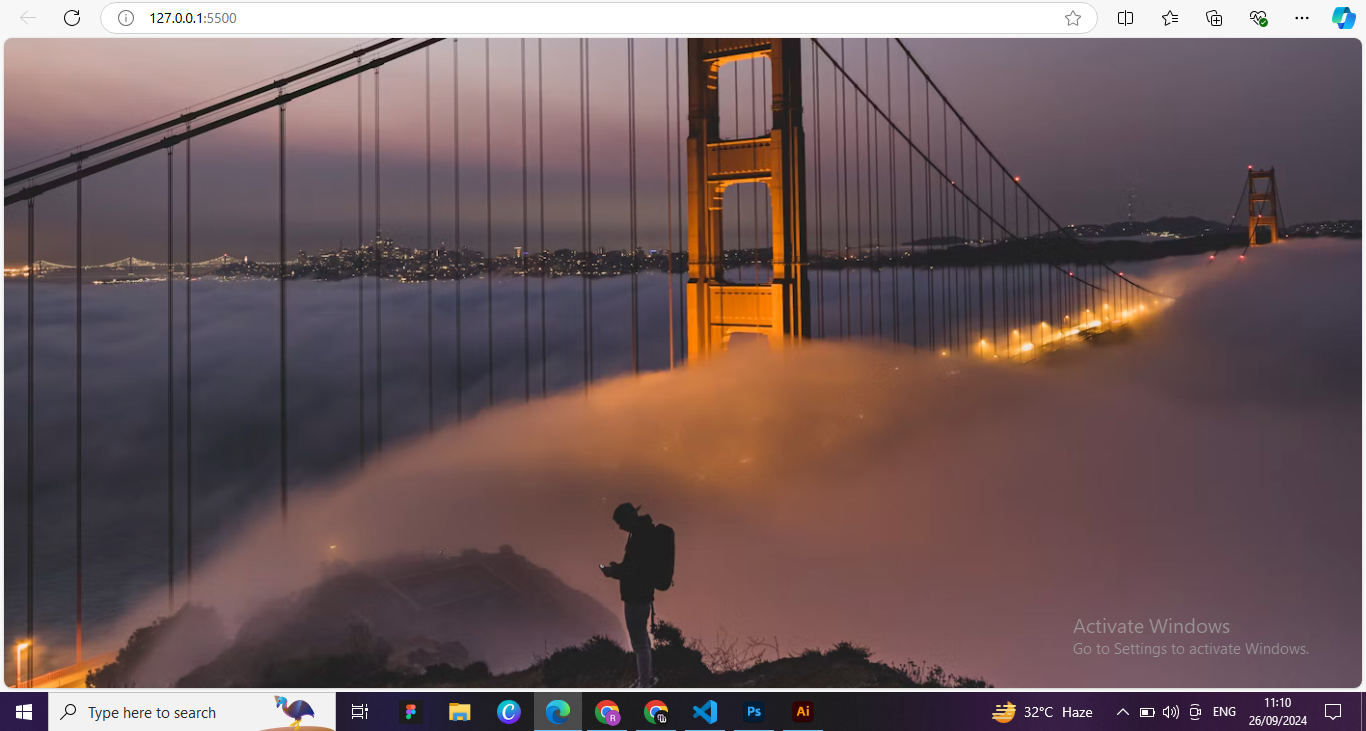 127.0.0.1:5500
Activate Windows
Go to Settings to activate Windows.
Type here to search
C
R
Ps
Ai
32°C Haze
ENG
11:10
26/09/2024